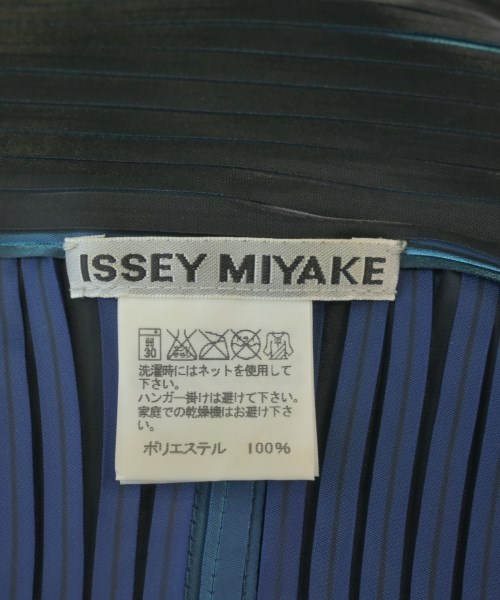 ISSEY MIYAKE
弱
30
洗濯時にはネットを使用して
下さい。
ハンガー掛けは避けて下さい。
家庭での乾燥機はお避け下さ
い。
ポリエステル 100%